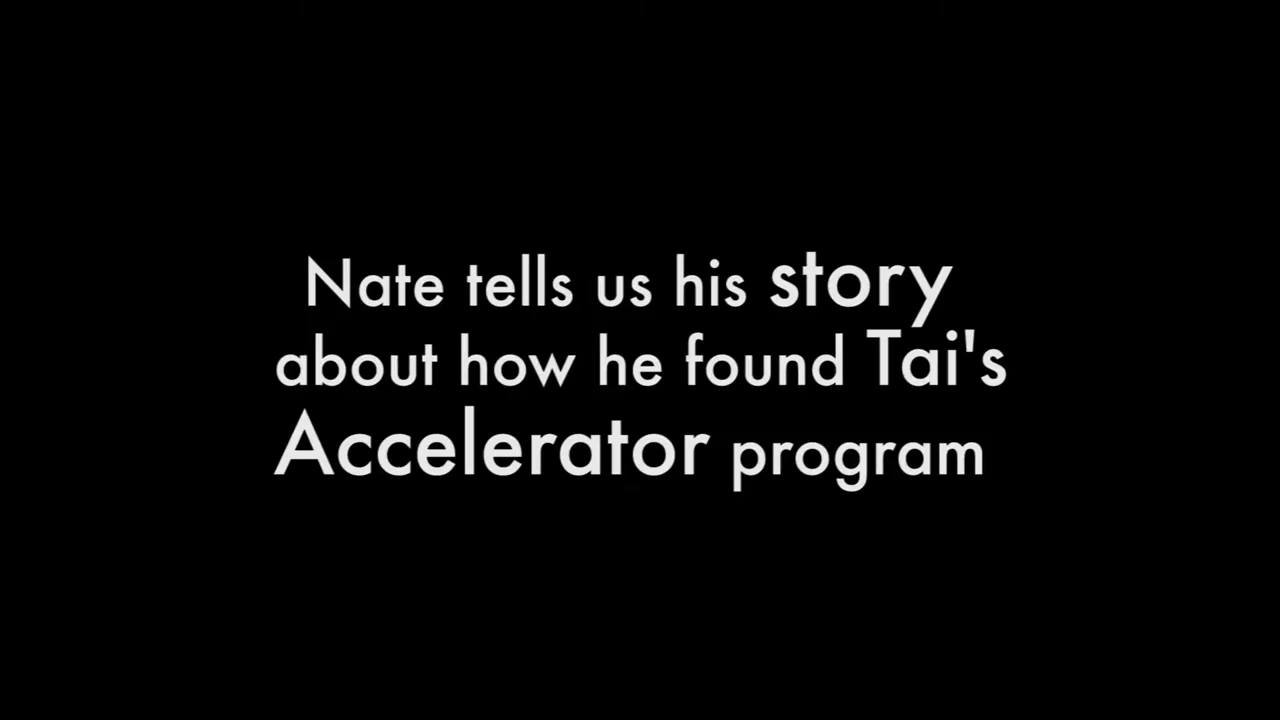 Nate tells us his story
about how he found Tai's
Accelerator program